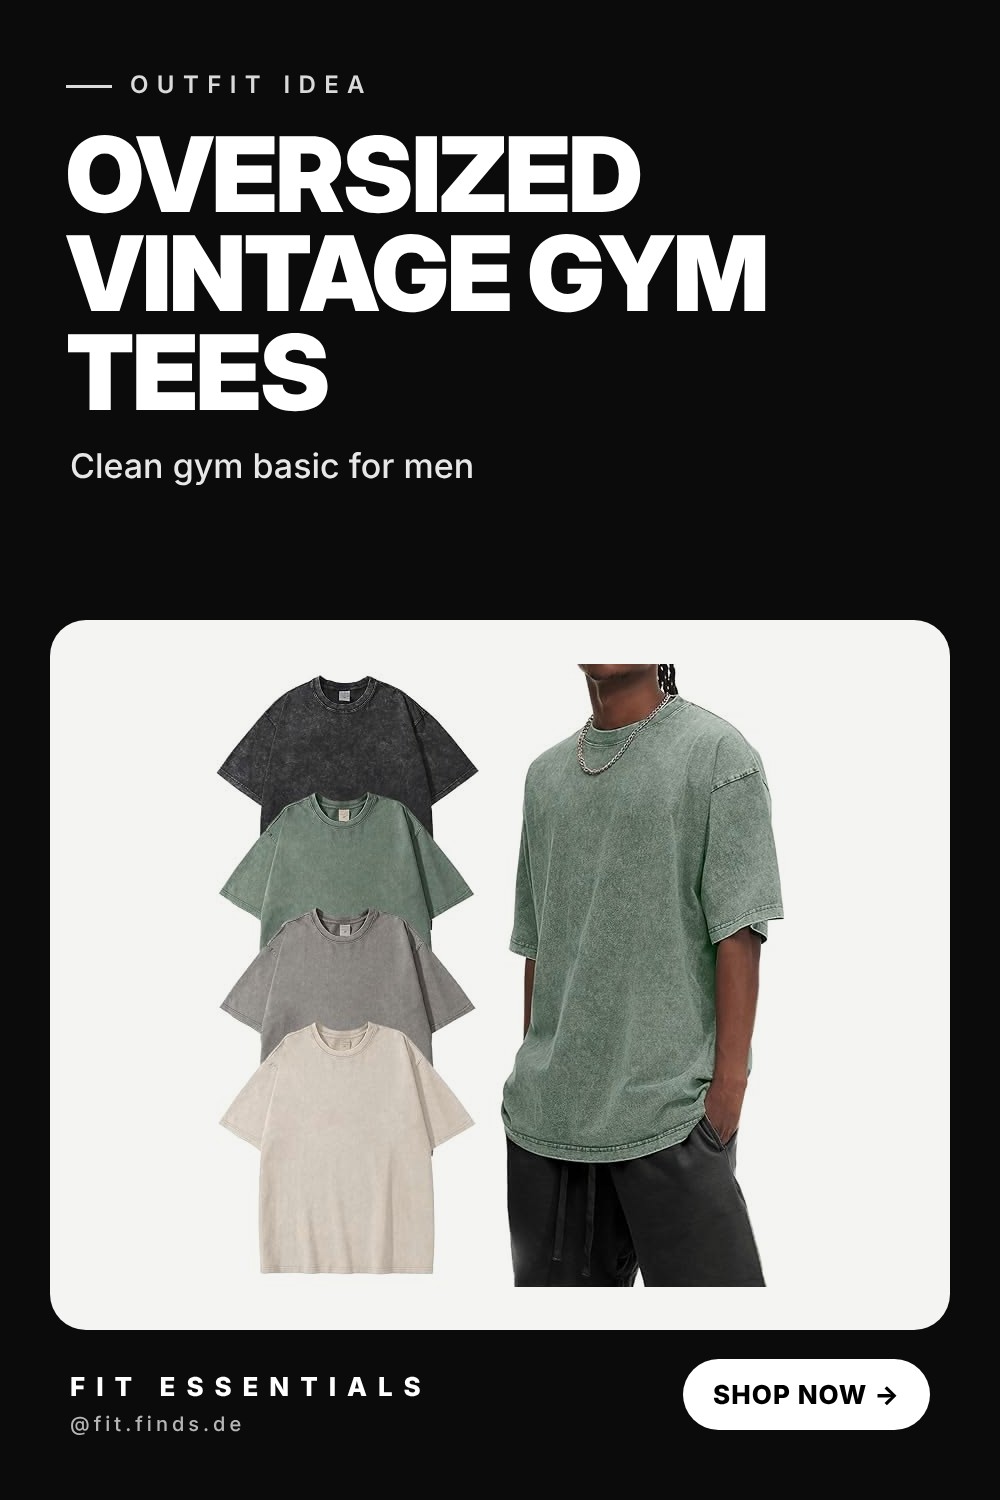 OUTFIT IDEA
OVERSIZED
VINTAGE GYM
TEES
Clean gym basic for men
FIT ESSENTIALS
@fit.finds.de
SHOP NOW →